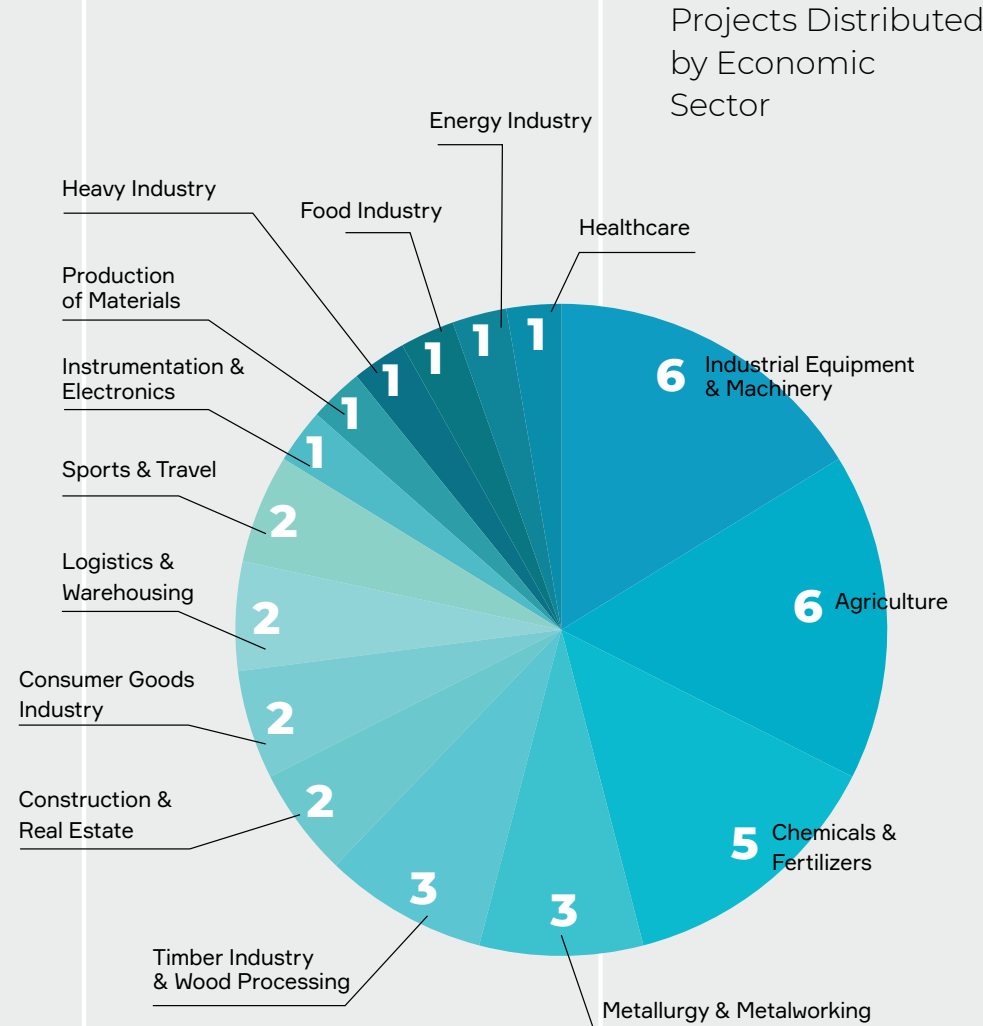 Projects Distributed
by Economic
Sector
Energy Industry
Heavy Industry
Food Industry
Healthcare
Production
of Materials
Instrumentation &
Electronics
Sports & Travel
Logistics &
Warehousing
Consumer Goods
Industry
Construction &
Real Estate
Timber Industry
& Wood Processing
Metallurgy & Metalworking
1
1
1
1
1
1
2
2
2
2
3
3
6
Industrial Equipment
& Machinery
6 Agriculture
5 Chemicals &
Fertilizers